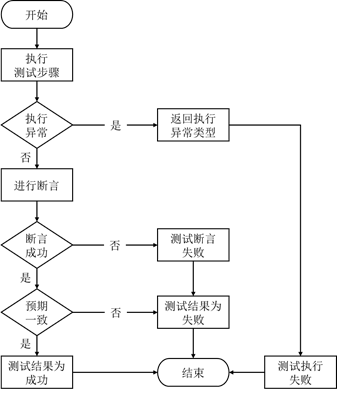 开始
执行
测试步骤
执行
异常
是
返回执行
异常类型
否
进行断言
断言
成功
否
测试断言
失败
是
预期
一致
否
测试结果为
失败
是
测试结果为
成功
结束
测试执行
失败